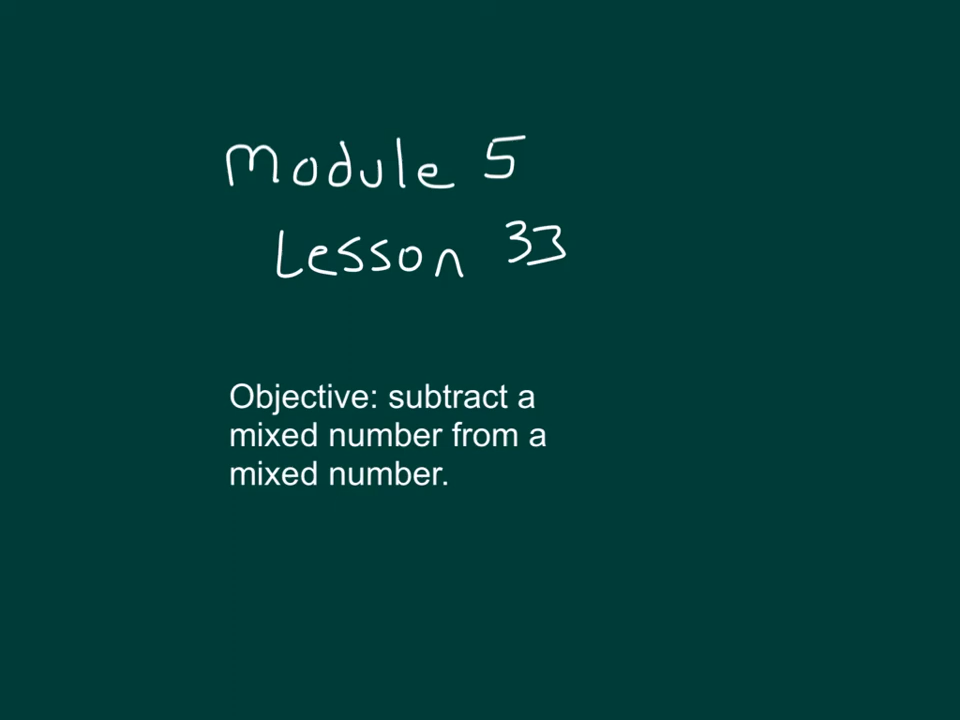 Module 5
Lesson 33
Objective: subtract a
mixed number from a
mixed number.